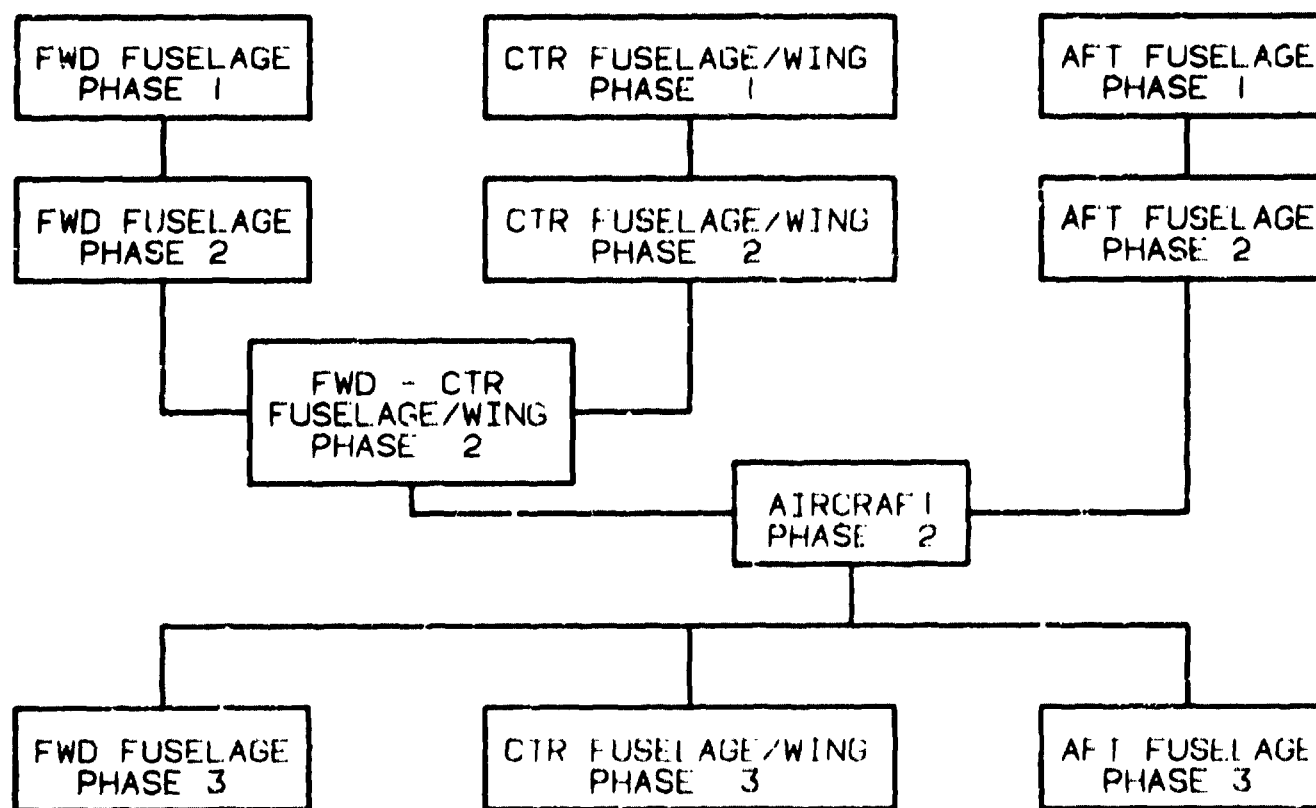 FWD FUSELAGE
PHASE 1
CTR FUSELAGE/WING
PHASE 1
AFT FUSELAGE
PHASE 1
FWD FUSELAGE
PHASE 2
CTR FUSELAGE/WING
PHASE 2
AFT FUSELAGE
PHASE 2
FWD - CTR
FUSELAGE/WING
PHASE 2
AIRCRAFT
PHASE 2
FWD FUSELAGE
PHASE 3
CTR FUSELAGE/WING
PHASE 3
AFT FUSELAGE
PHASE 3